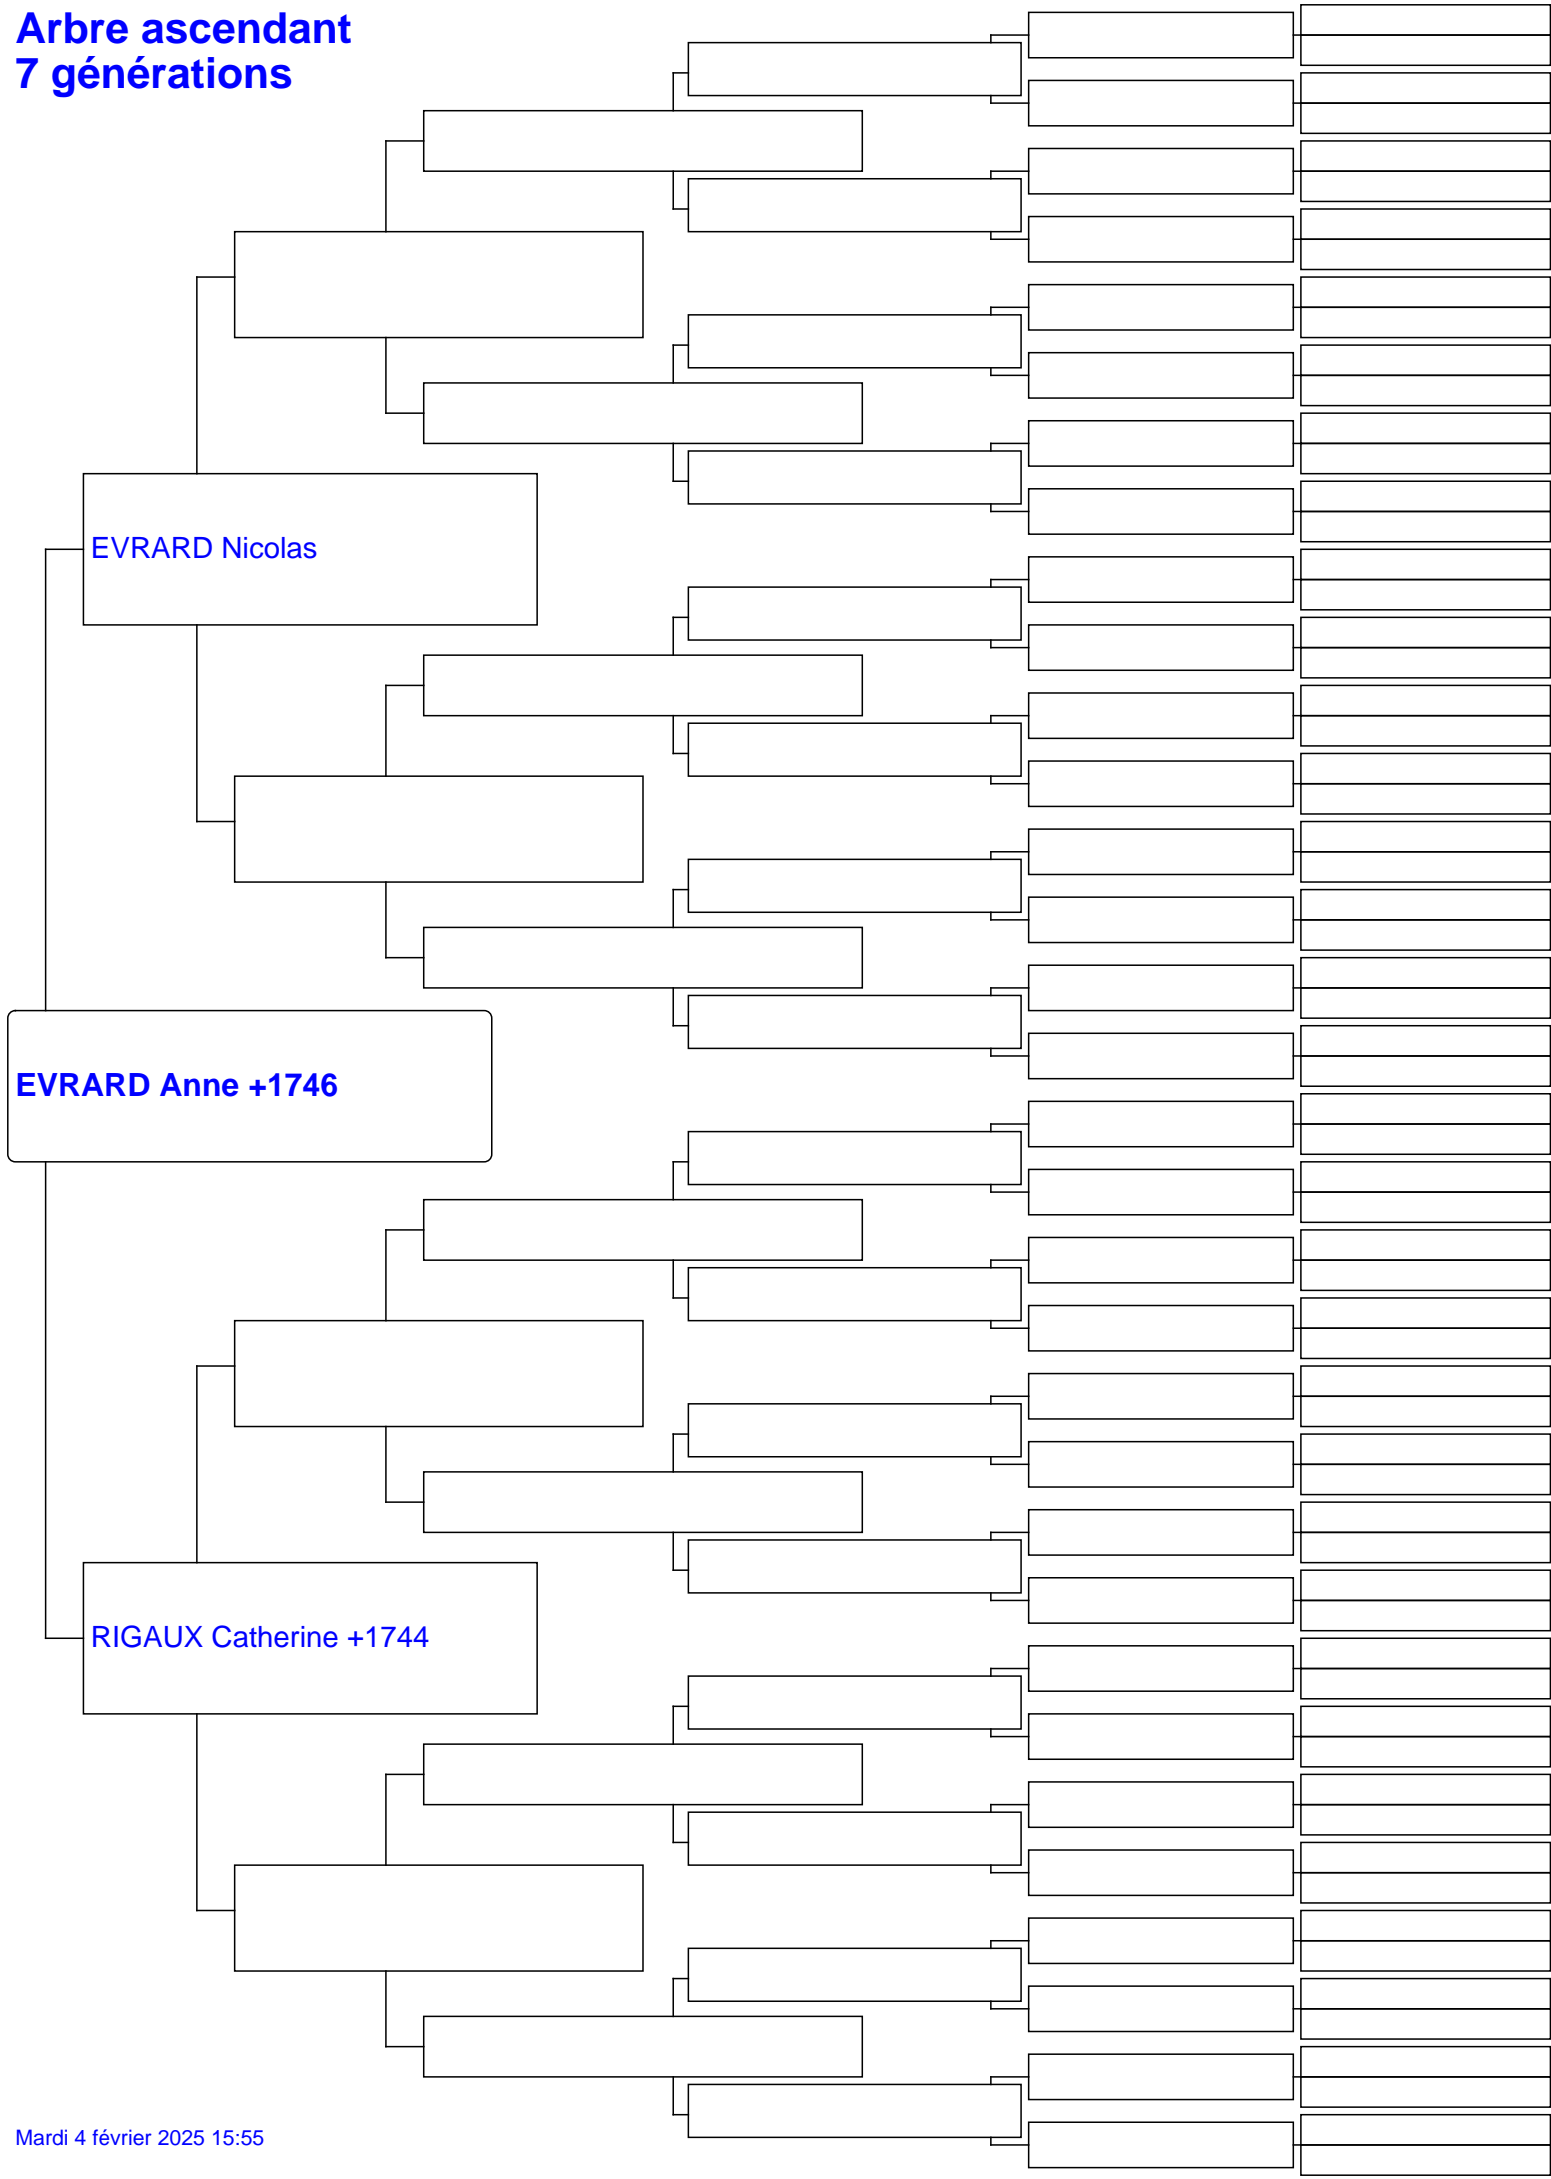 Arbre ascendant
7 générations
EVRARD Nicolas
EVRARD Anne +1746
RIGAUX Catherine +1744
Mardi 4 février 2025 15:55